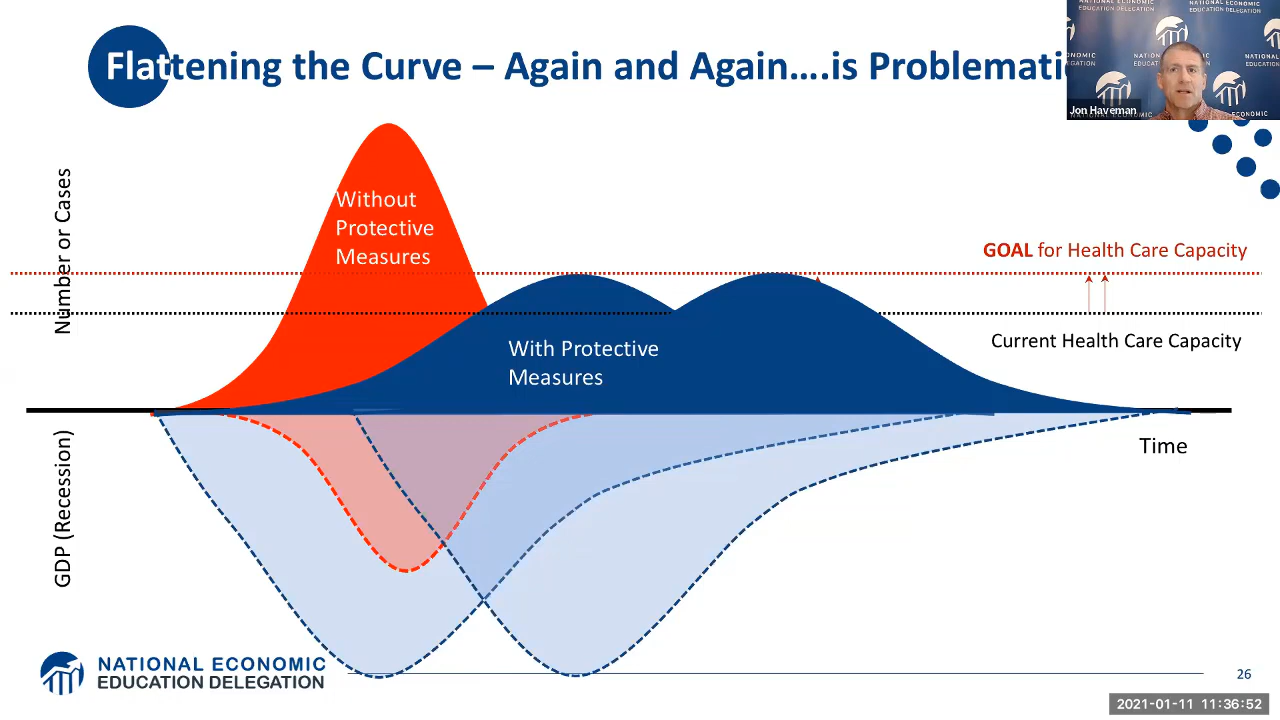 Flattening the Curve – Again and Again….is Problemati
Jon Haveman
Number or Cases
Without
Protective
Measures
GOAL for Health Care Capacity
With Protective
Measures
Current Health Care Capacity
Time
GDP (Recession)
NATIONAL ECONOMIC
EDUCATION DELEGATION
26
2021-01-11 11:36:52